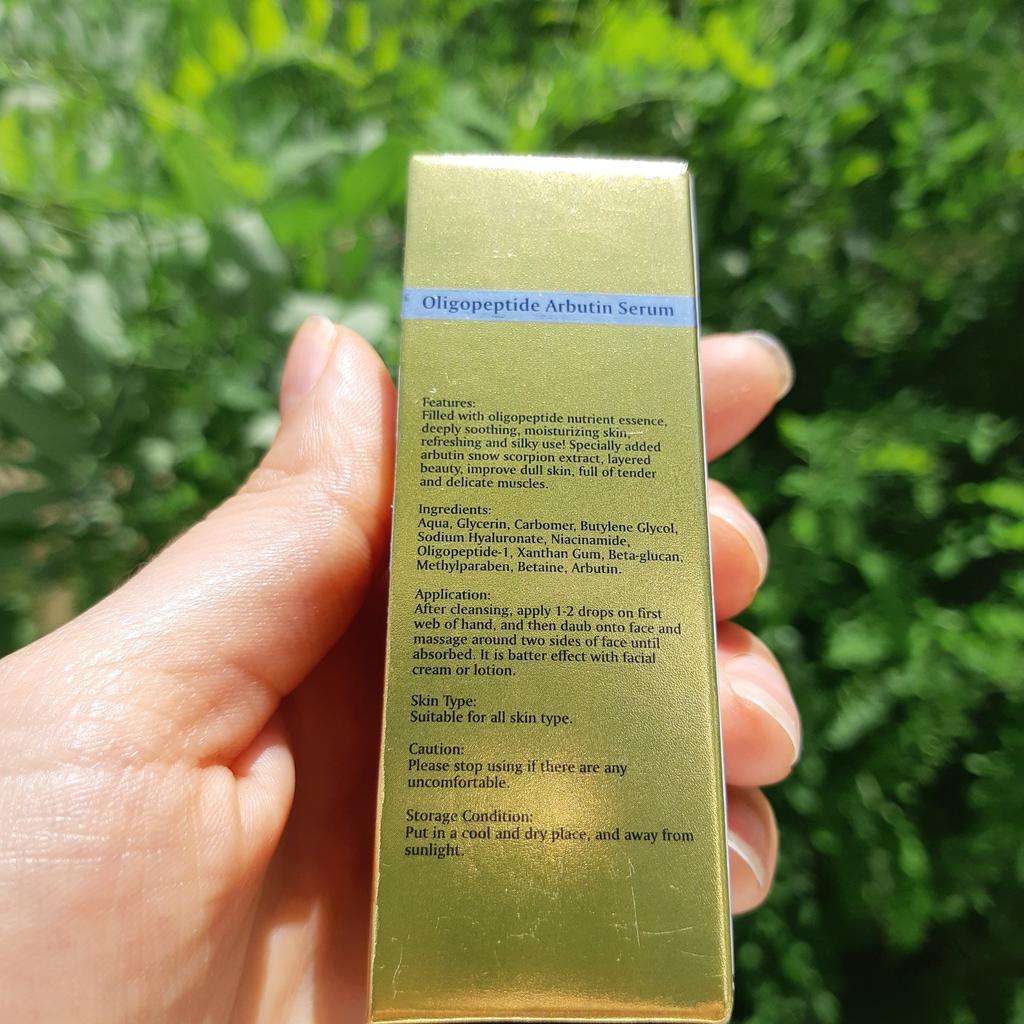 Oligopeptide Arbutin Serum
Features:
Filled with oligopeptide nutrient essence,
deeply soothing, moisturizing skin,
refreshing and silky use! Specially added
arbutin snow scorpion extract, layered
beauty, improve dull skin, full of tender
and delicate muscles.
Ingredients:
Aqua, Glycerin, Carbomer, Butylene Glycol,
Sodium Hyaluronate, Niacinamide,
Oligopeptide-1, Xanthan Gum, Beta-glucan,
Methylparaben, Betaine, Arbutin.
Application:
After cleansing, apply 1-2 drops on first
web of hand, and then daub onto face and
massage around two sides of face until
absorbed. It is batter effect with facial
cream or lotion.
Skin Type:
Suitable for all skin type.
Caution:
Please stop using if there are any
uncomfortable.
Storage Condition:
Put in a cool and dry place, and away from
sunlight.